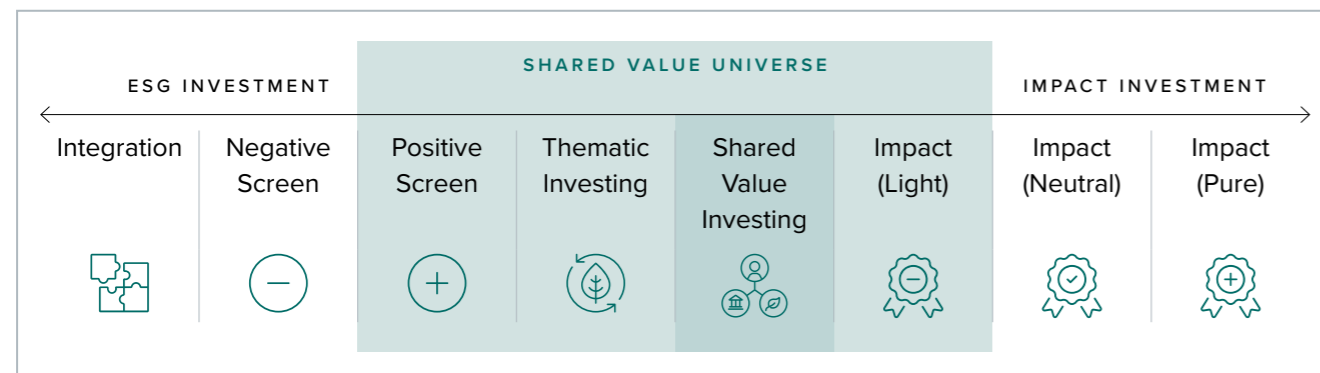 SHARED VALUE UNIVERSE
ESG INVESTMENT
IMPACT INVESTMENT
Integration
Negative
Screen
Positive
Screen
Thematic
Investing
Shared
Value
Investing
Impact
(Light)
Impact
(Neutral)
Impact
(Pure)